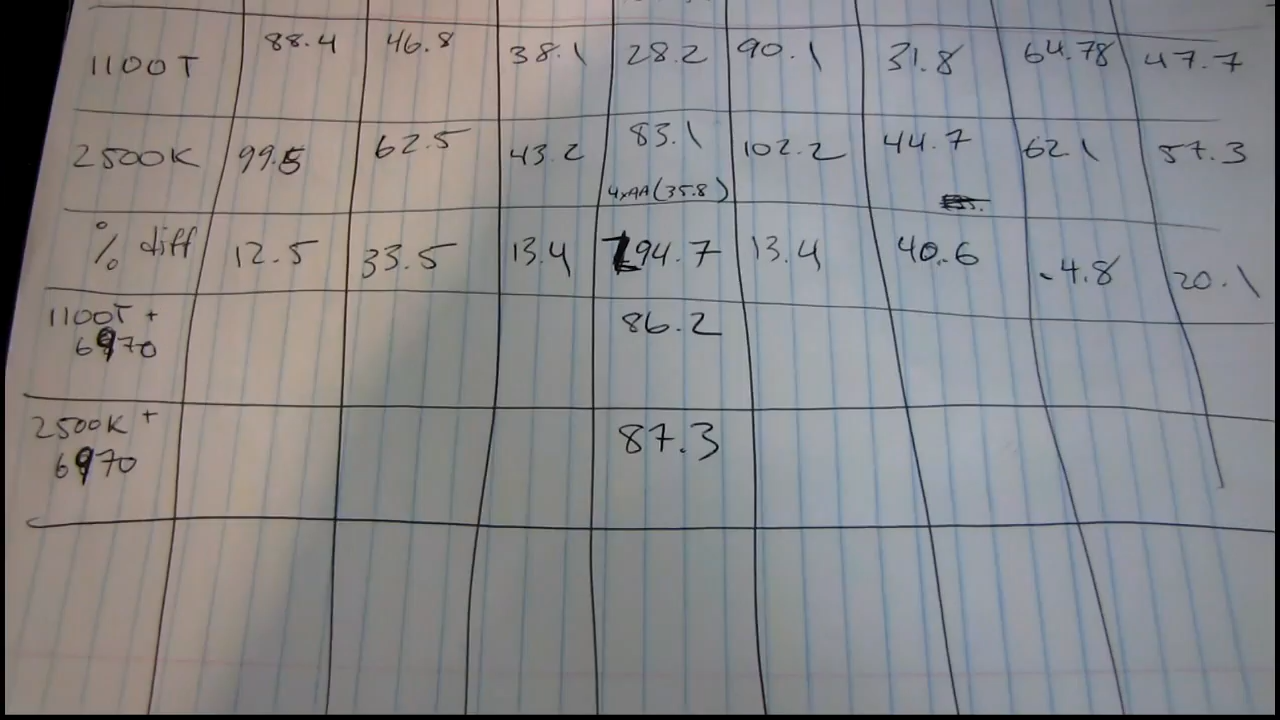 1100T 88.4 46.8 38.1 28.2 90.1 31.8 64.78 47.7
2500K 99.5 62.5 43.2 83.1 102.2 44.7 62.1 57.3
4xAA(35.8)
% diff 12.5 33.5 13.4 194.7 13.4 40.6 -4.8 20.1
1100T +
6970 86.2
2500K +
6970 87.3